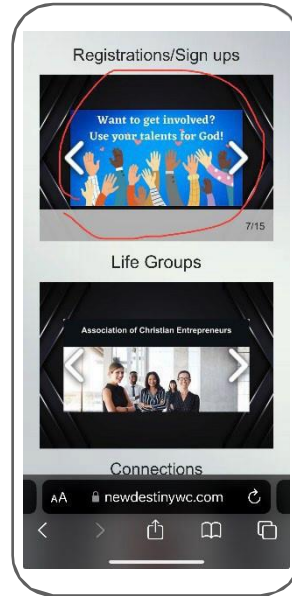 Registrations/Sign ups
Want to get involved?
Use your talents for God!
7/15
Life Groups
Association of Christian Entrepreneurs
Connections
AA
newdestinywc.com